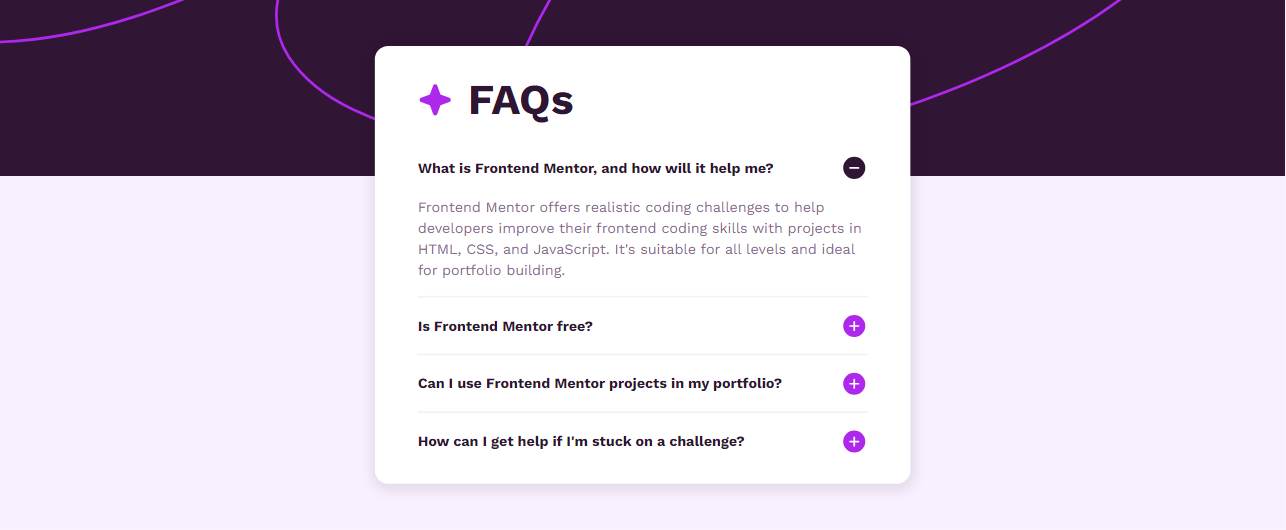 FAQs
What is Frontend Mentor, and how will it help me?
Frontend Mentor offers realistic coding challenges to help
developers improve their frontend coding skills with projects in
HTML, CSS, and JavaScript. It's suitable for all levels and ideal
for portfolio building.
Is Frontend Mentor free?
Can I use Frontend Mentor projects in my portfolio?
How can I get help if I'm stuck on a challenge?